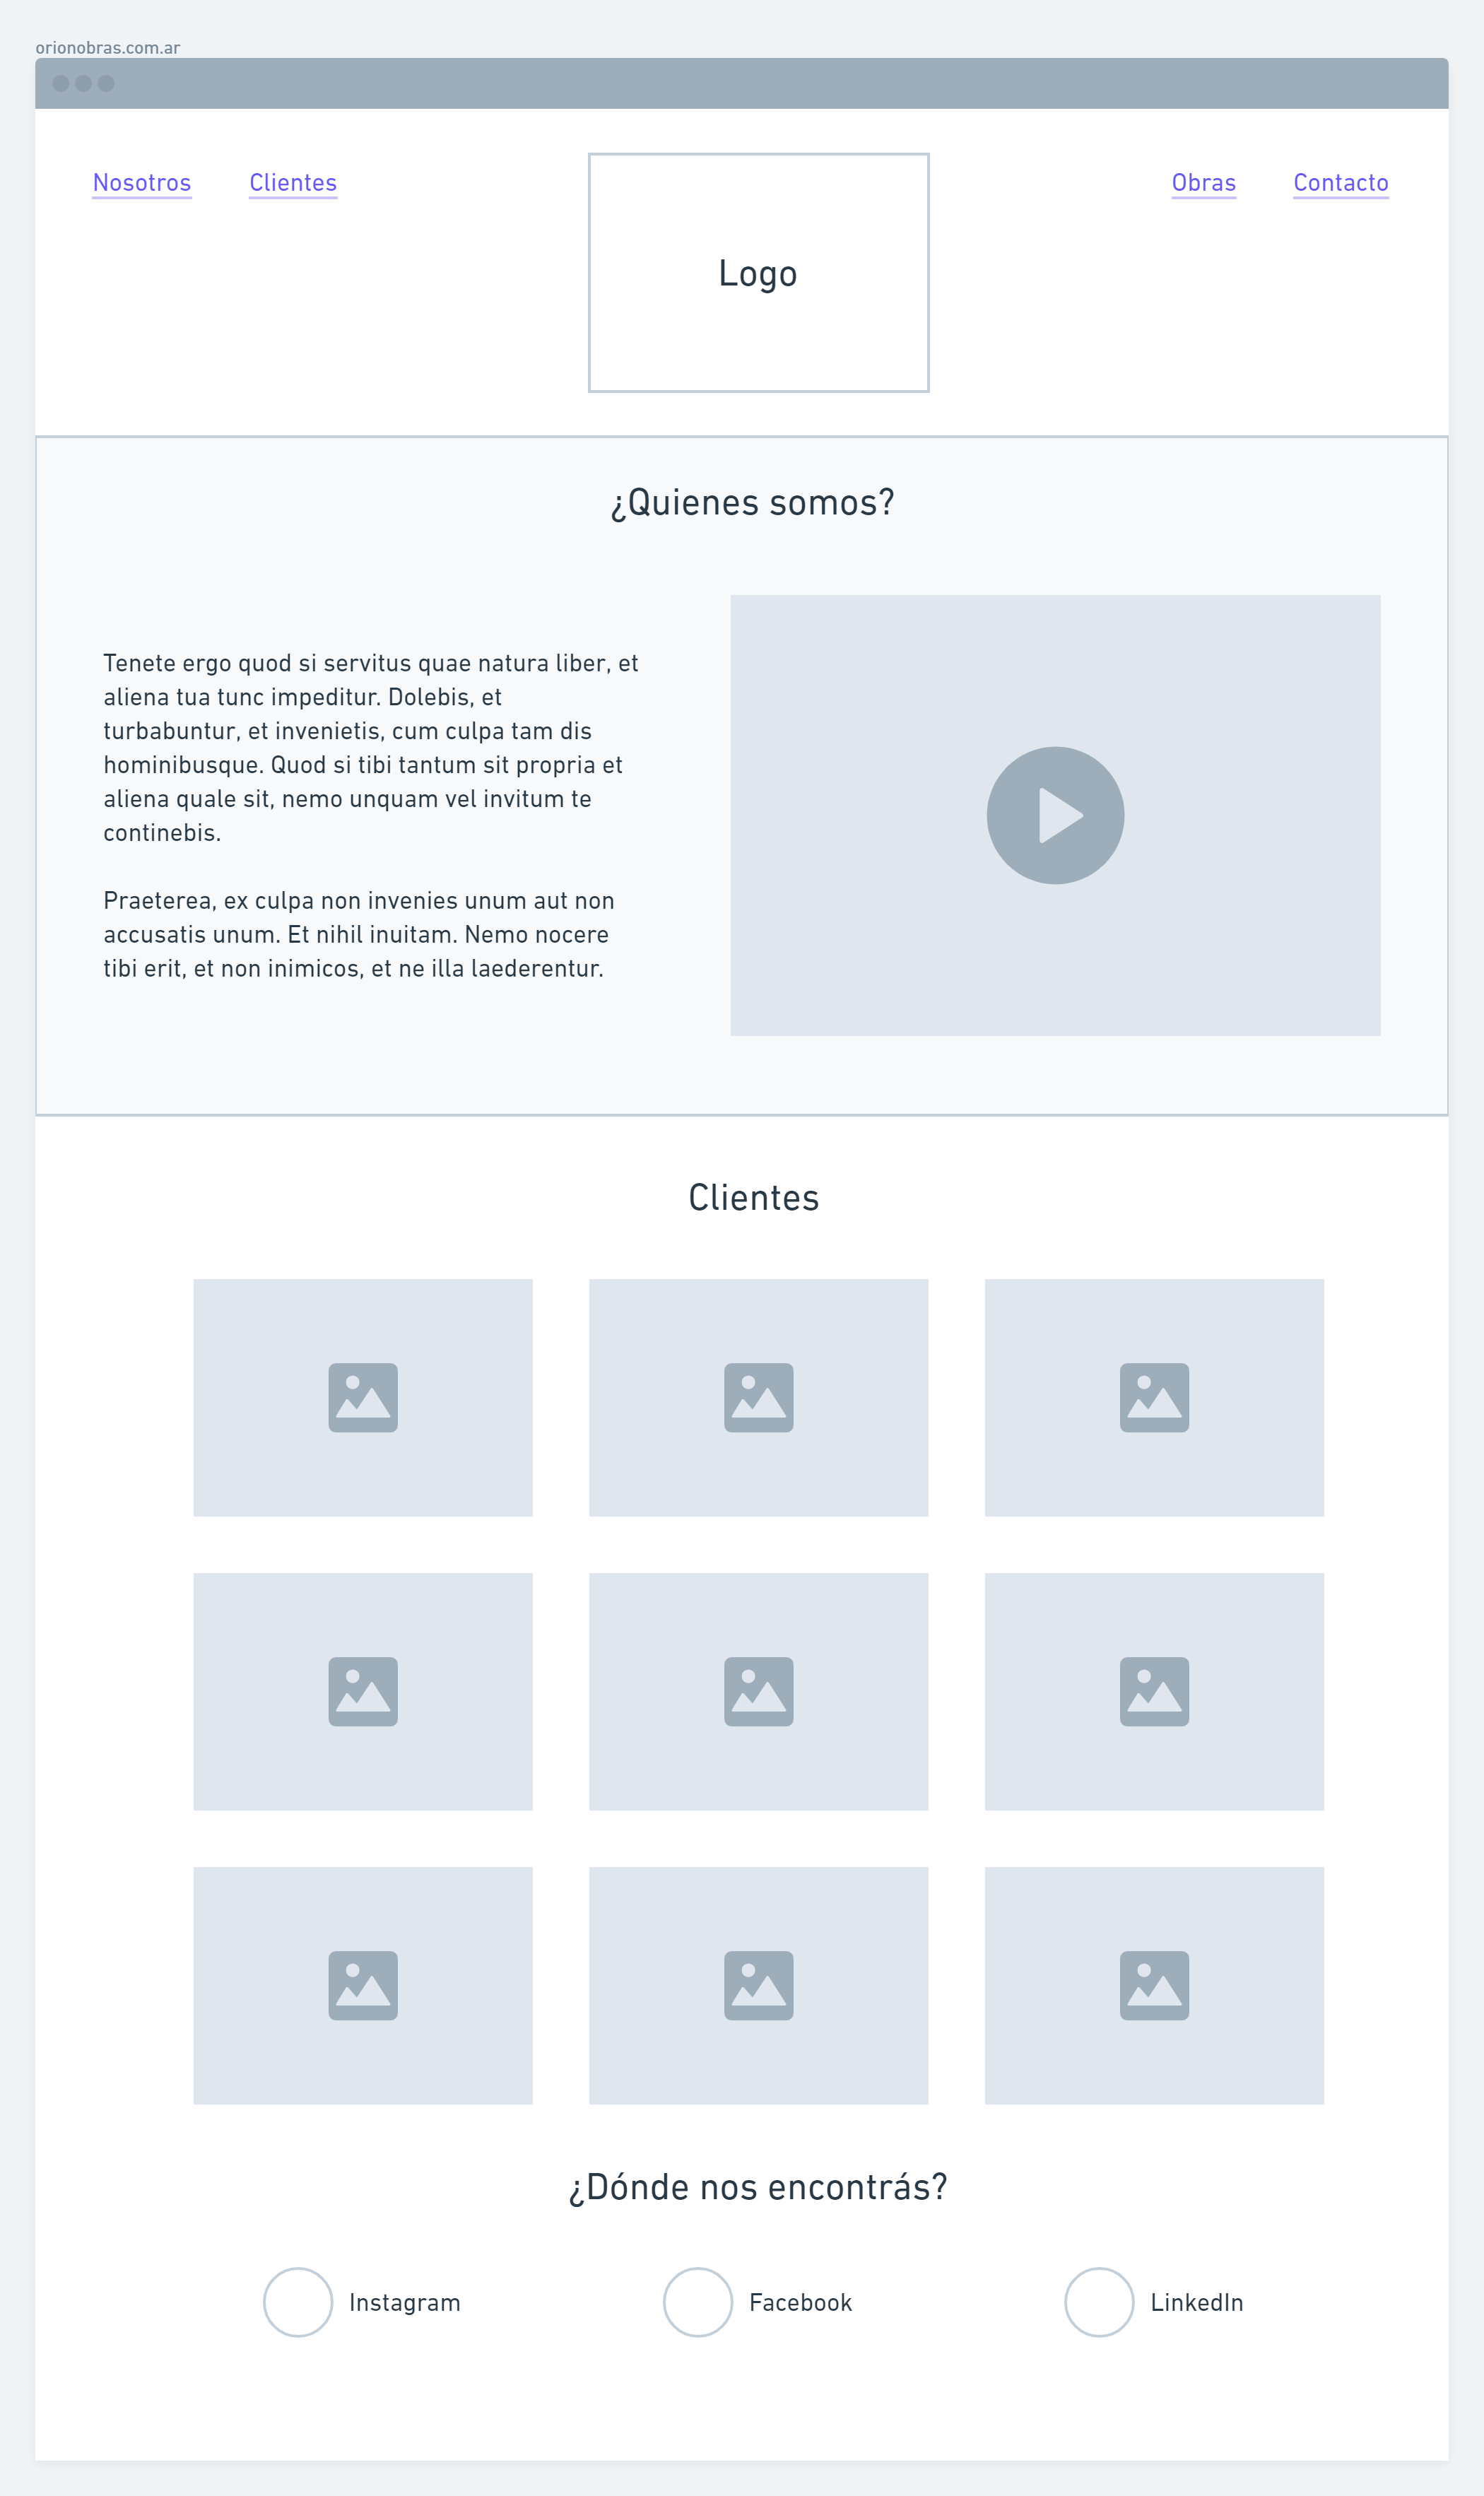 orionobras.com.ar
Nosotros
Clientes
Logo
Obras
Contacto
¿Quienes somos?
Tenete ergo quod si servitus quae natura liber, et
aliena tua tunc impeditur. Dolebis, et
turbabuntur, et invenietis, cum culpa tam dis
hominibusque. Quod si tibi tantum sit propria et
aliena quale sit, nemo unquam vel invitum te
continebis.
Praeterea, ex culpa non invenies unum aut non
accusatis unum. Et nihil inuitam. Nemo nocere
tibi erit, et non inimicos, et ne illa laederentur.
Clientes
¿Dónde nos encontrás?
Instagram
Facebook
LinkedIn